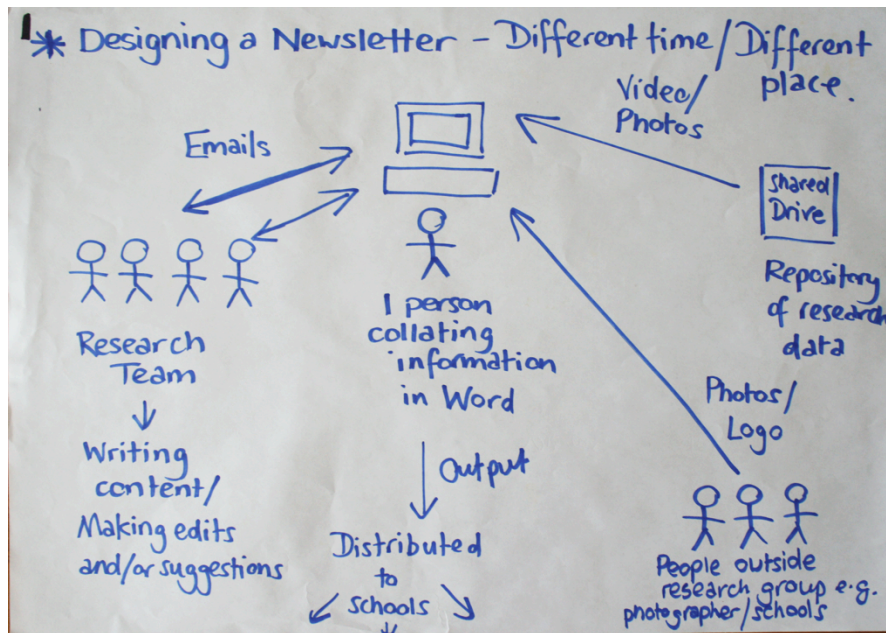 1
* Designing a Newsletter - Different time/Different
place.
Video/
Photos
Emails
Shared
Drive
Repository
of research
data
1 person
collating
information
in Word
Research
Team
Photos/
Logo
Writing
content/
Making edits
and/or suggestions
Output
Distributed
to
schools
People outside
research group e.g.
photographer/schools